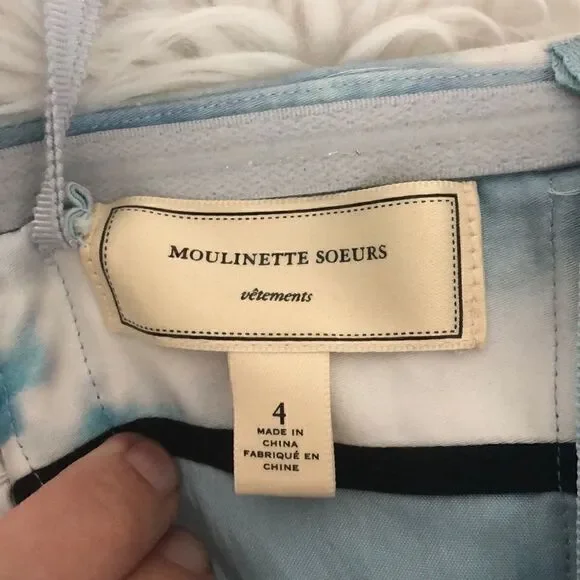 MOULINETTE SOEURS
vêtements
4
MADE IN
CHINA
FABRIQUÉ EN
CHINE